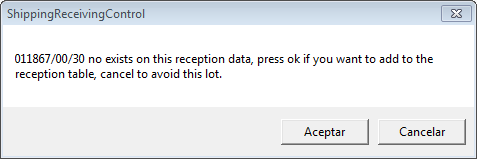 ShippingReceivingControl
011867/00/30 no exists on this reception data, press ok if you want to add to the
reception table, cancel to avoid this lot.
Aceptar
Cancelar